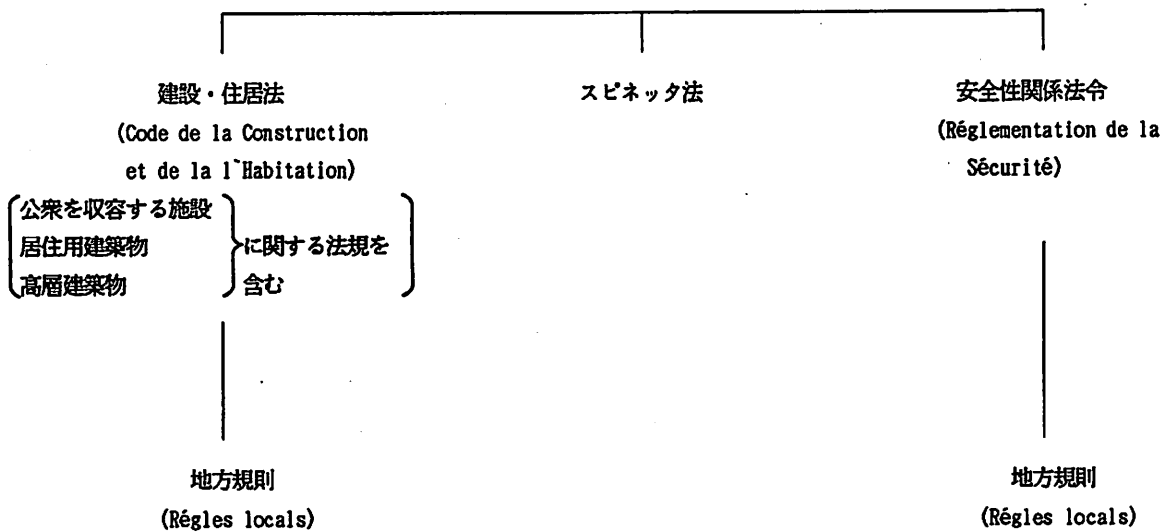 建設・住居法
(Code de la Construction
et de la l`Habitation)
公衆を収容する施設
居住用建築物
高層建築物
に関する法規を
含む
スピネッタ法
安全性関係法令
(Réglementation de la
Sécurité)
地方規則
(Régles locals)
地方規則
(Régles locals)